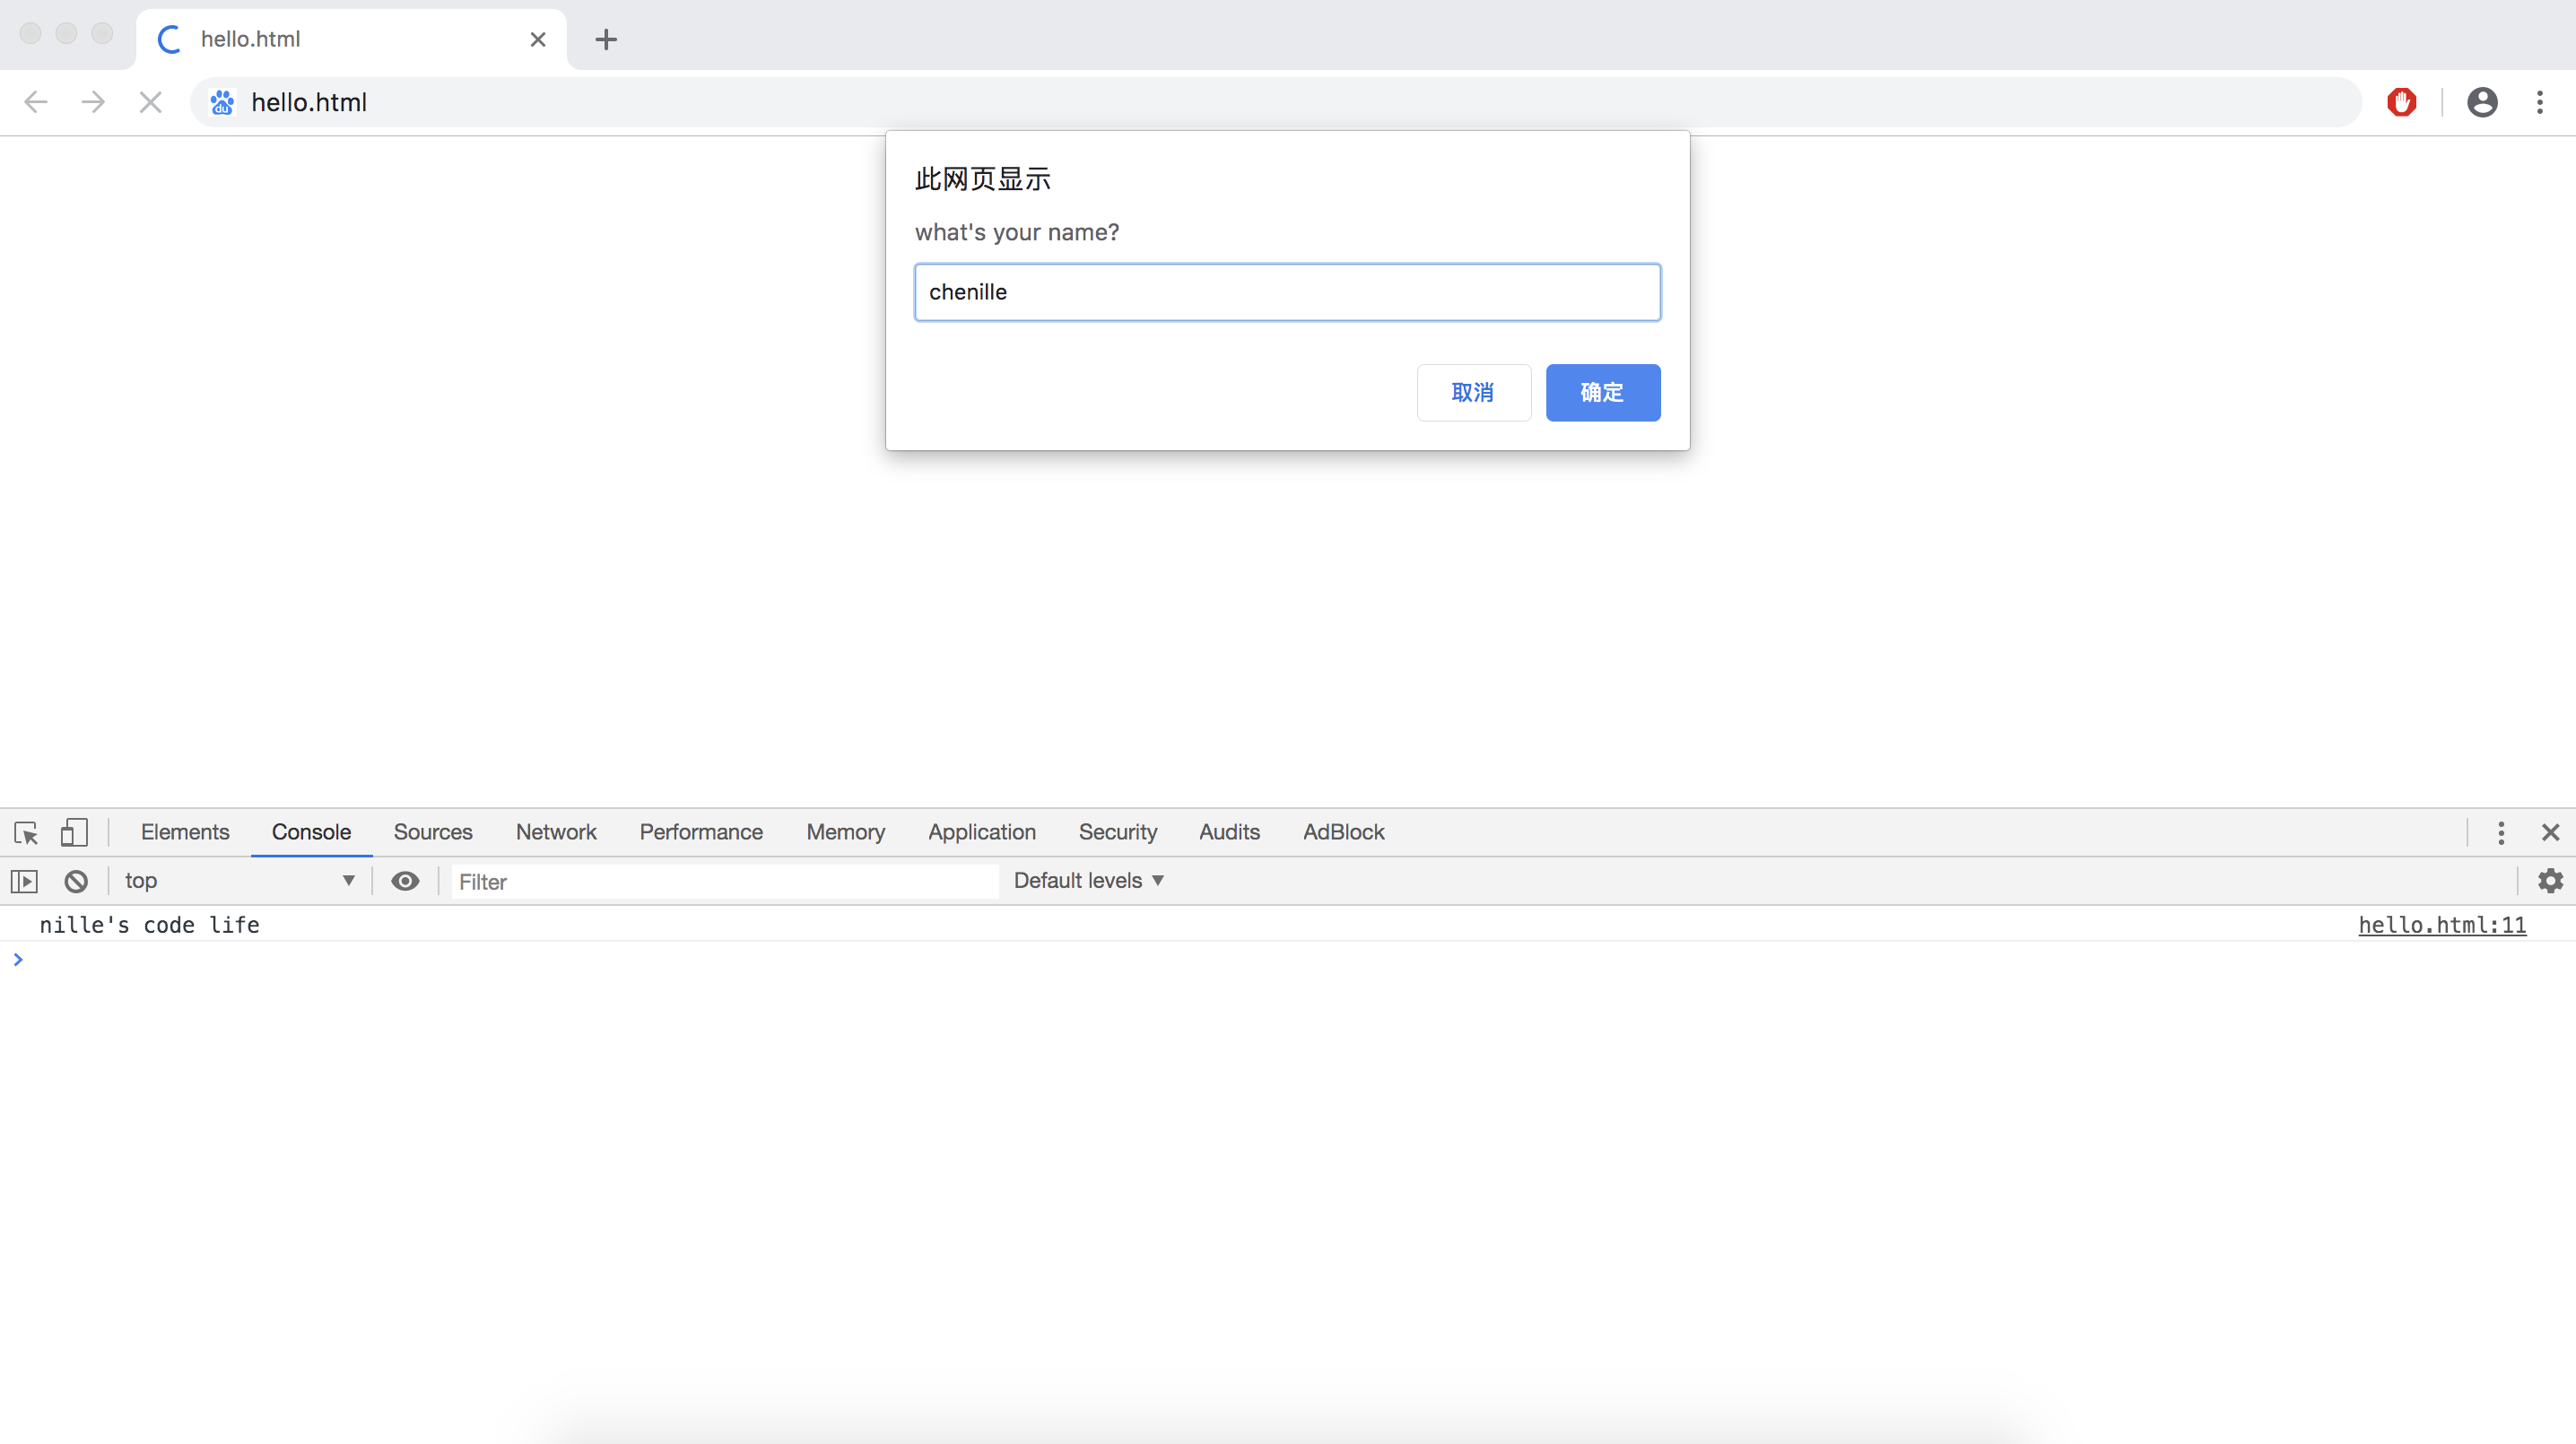 hello.html
du hello.html
此网页显示
what's your name?
chenille
取消 确定
Elements Console Sources Network Performance Memory Application Security Audits AdBlock
top ▼ Filter Default levels ▼
nille's code life hello.html:11
>